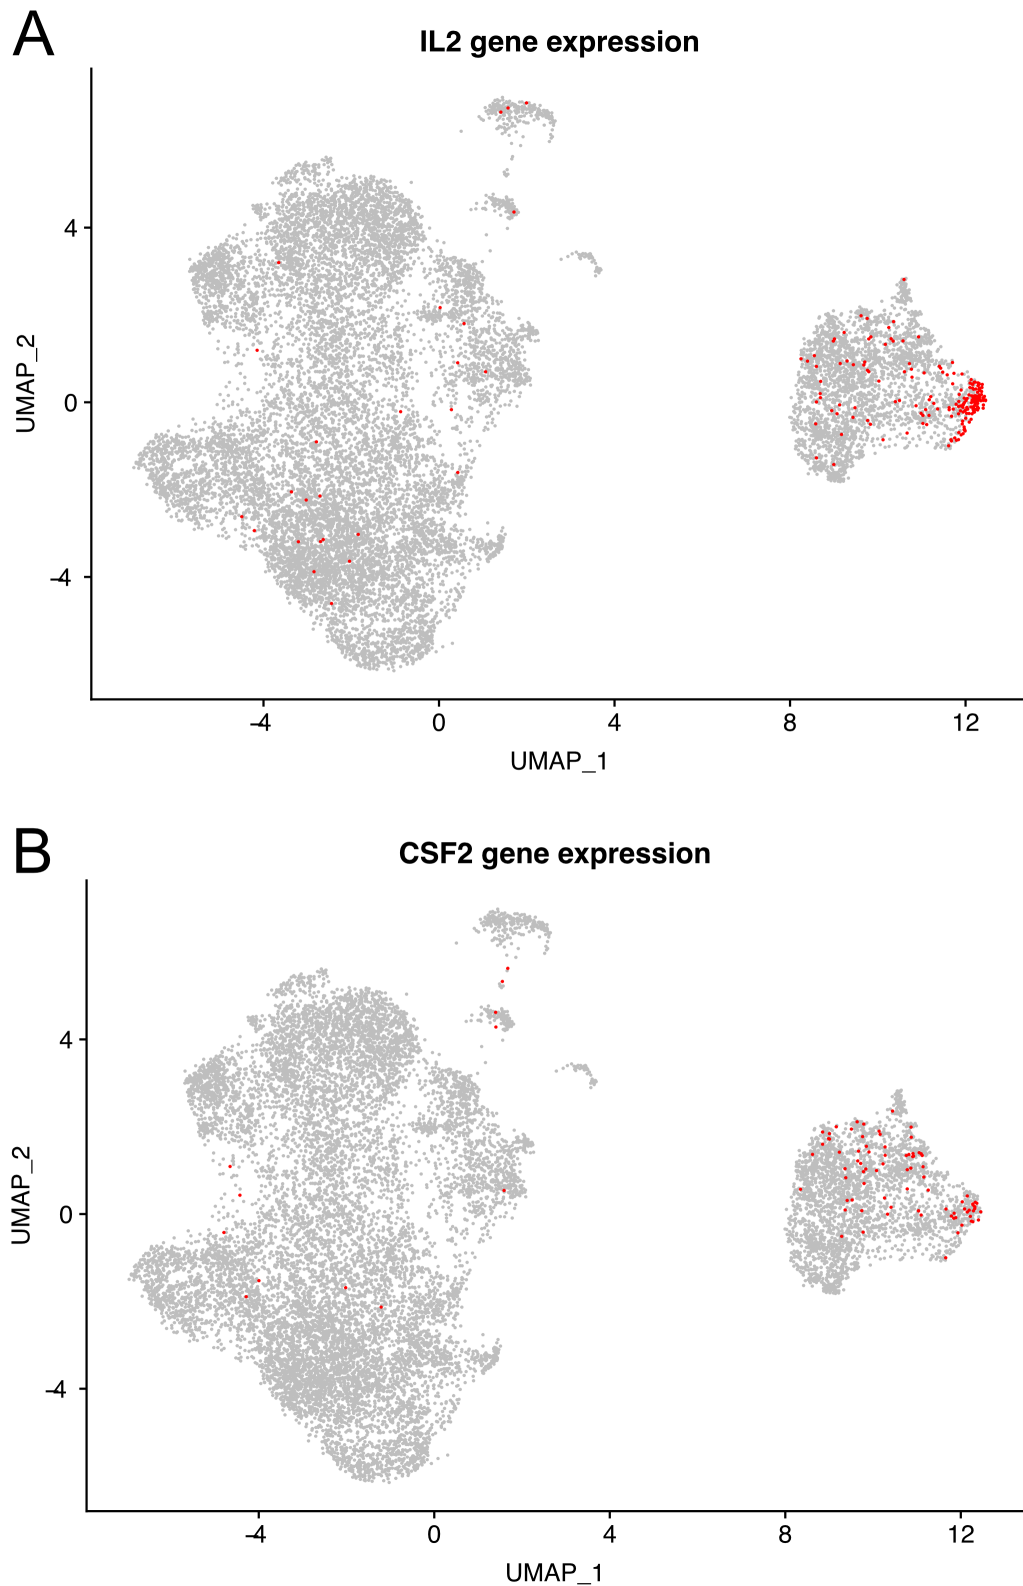 A
IL2 gene expression
4
0
–4
UMAP_2
–4 0 4 8 12
UMAP_1
B
CSF2 gene expression
4
0
–4
UMAP_2
–4 0 4 8 12
UMAP_1